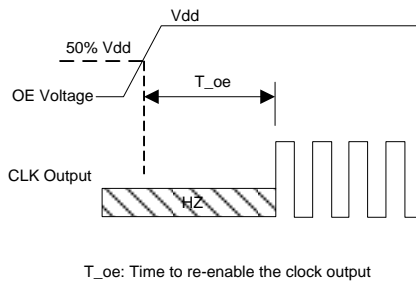 Vdd
50% Vdd
T_oe
OE Voltage
CLK Output
HZ
T_oe: Time to re-enable the clock output